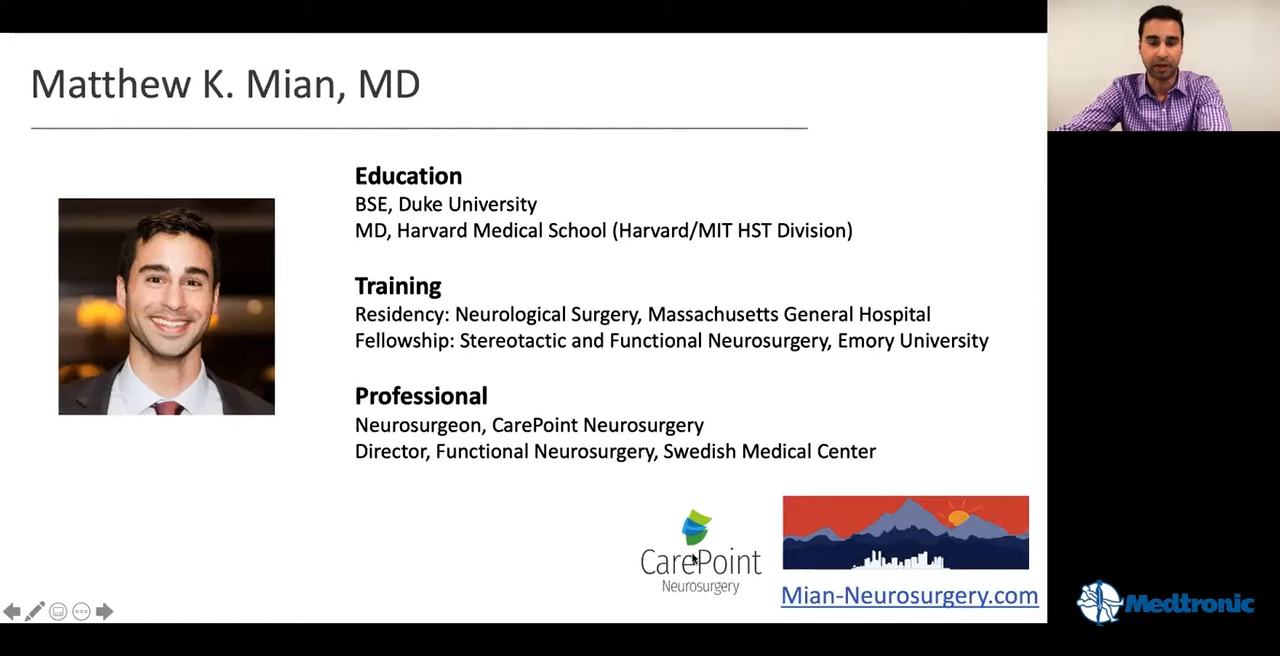 Matthew K. Mian, MD
Education
BSE, Duke University
MD, Harvard Medical School (Harvard/MIT HST Division)
Training
Residency: Neurological Surgery, Massachusetts General Hospital
Fellowship: Stereotactic and Functional Neurosurgery, Emory University
Professional
Neurosurgeon, CarePoint Neurosurgery
Director, Functional Neurosurgery, Swedish Medical Center
CarePoint
Neurosurgery
Mian-Neurosurgery.com
Medtronic